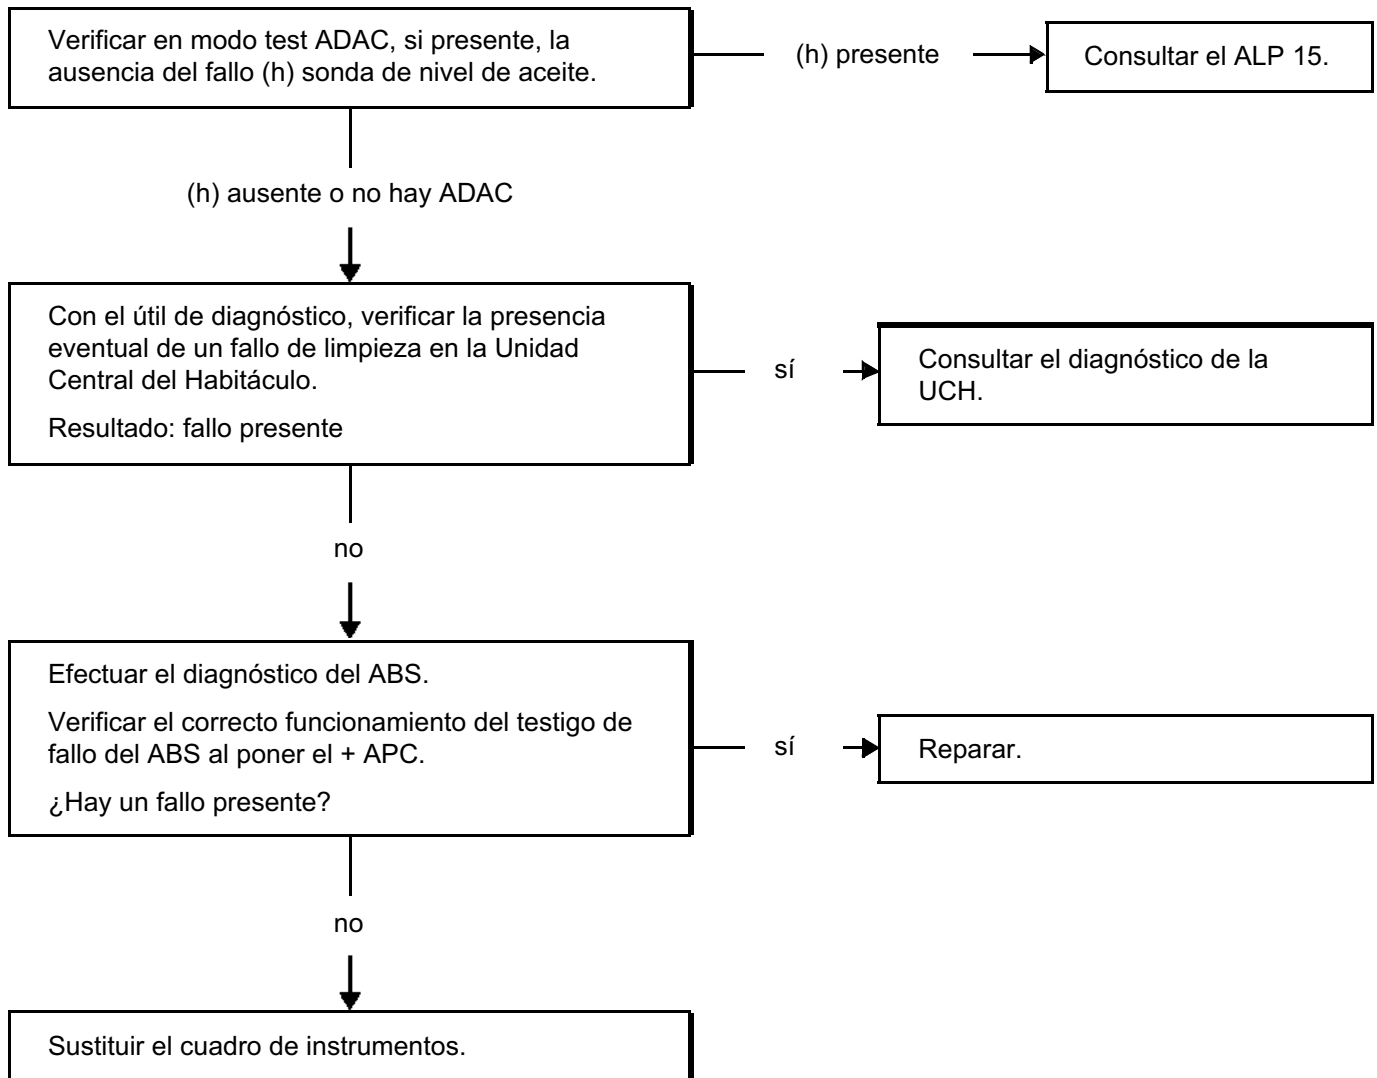 Verificar en modo test ADAC, si presente, la
ausencia del fallo (h) sonda de nivel de aceite.
(h) presente
Consultar el ALP 15.
(h) ausente o no hay ADAC
Con el útil de diagnóstico, verificar la presencia
eventual de un fallo de limpieza en la Unidad
Central del Habitáculo.
Resultado: fallo presente
sí
Consultar el diagnóstico de la
UCH.
no
Efectuar el diagnóstico del ABS.
Verificar el correcto funcionamiento del testigo de
fallo del ABS al poner el + APC.
¿Hay un fallo presente?
sí
Reparar.
no
Sustituir el cuadro de instrumentos.